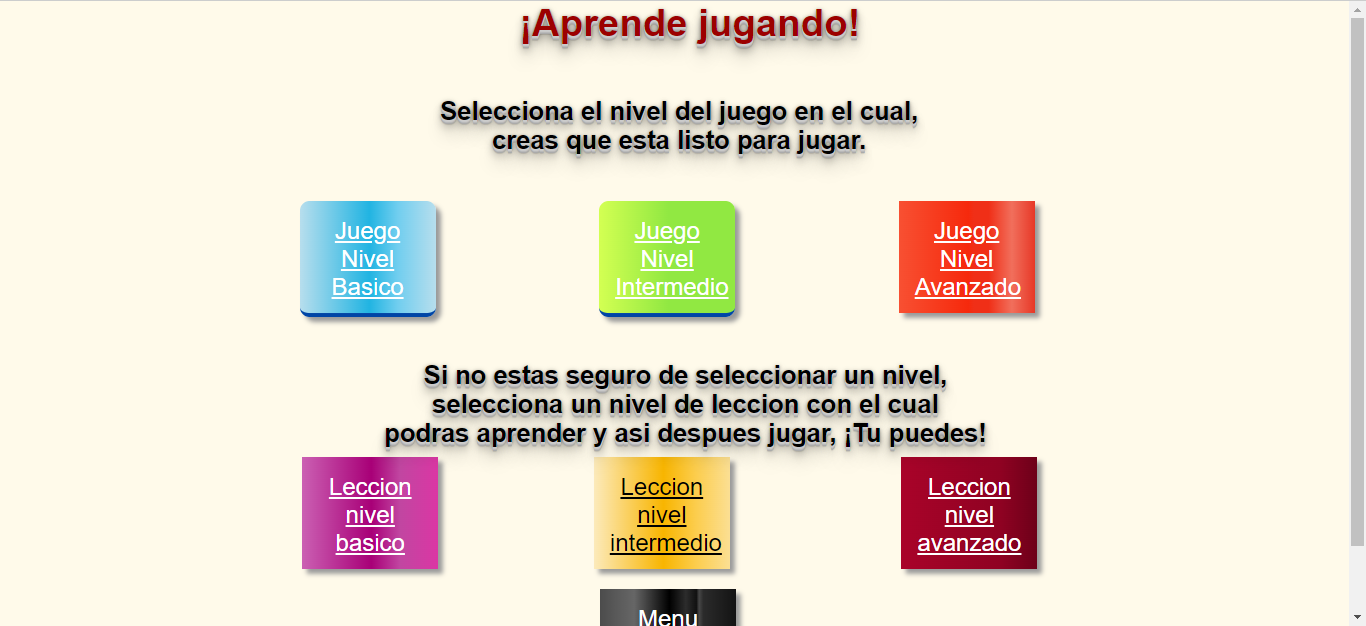 ¡Aprende jugando!
Selecciona el nivel del juego en el cual,
creas que esta listo para jugar.
Juego
Nivel
Basico
Juego
Nivel
Intermedio
Juego
Nivel
Avanzado
Si no estas seguro de seleccionar un nivel,
selecciona un nivel de leccion con el cual
podras aprender y asi despues jugar, ¡Tu puedes!
Leccion
nivel
basico
Leccion
nivel
intermedio
Leccion
nivel
avanzado
Menu